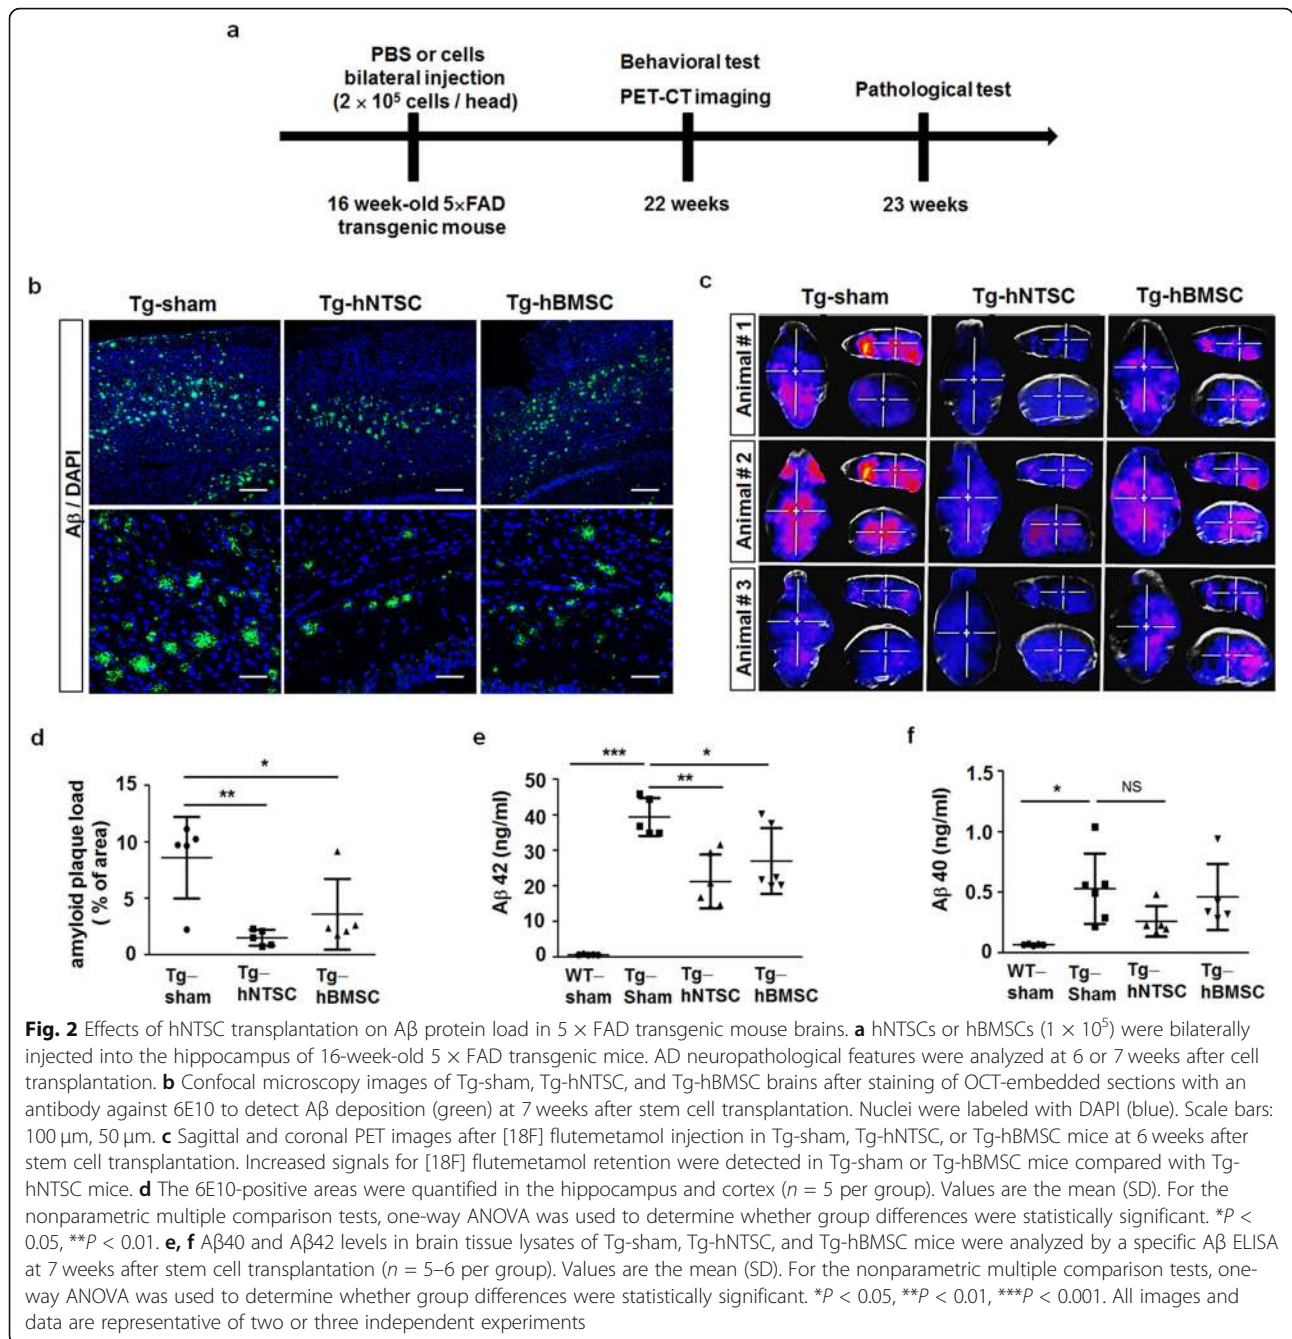 a
PBS or cells
bilateral injection
(2 × 10⁵ cells / head)
Behavioral test
PET-CT imaging
Pathological test
16 week-old 5×FAD
transgenic mouse
22 weeks
23 weeks
b
Tg-sham
Tg-hNTSC
Tg-hBMSC
Aβ / DAPI
c
Tg-sham
Tg-hNTSC
Tg-hBMSC
Animal # 1
Animal # 2
Animal # 3
d
amyloid plaque load
( % of area)
15
10
5
0
*
**
Tg–
sham
Tg–
hNTSC
Tg–
hBMSC
e
Aβ 42 (ng/ml)
50
40
30
20
10
0
***
*
**
WT–
sham
Tg–
Sham
Tg–
hNTSC
Tg–
hBMSC
f
Aβ 40 (ng/ml)
1.5
1.0
0.5
0
*
NS
WT–
sham
Tg–
Sham
Tg–
hNTSC
Tg–
hBMSC
Fig. 2 Effects of hNTSC transplantation on Aβ protein load in 5 × FAD transgenic mouse brains. a hNTSCs or hBMSCs (1 × 10⁵) were bilaterally
injected into the hippocampus of 16-week-old 5 × FAD transgenic mice. AD neuropathological features were analyzed at 6 or 7 weeks after cell
transplantation. b Confocal microscopy images of Tg-sham, Tg-hNTSC, and Tg-hBMSC brains after staining of OCT-embedded sections with an
antibody against 6E10 to detect Aβ deposition (green) at 7 weeks after stem cell transplantation. Nuclei were labeled with DAPI (blue). Scale bars:
100 μm, 50 μm. c Sagittal and coronal PET images after [18F] flutemetamol injection in Tg-sham, Tg-hNTSC, or Tg-hBMSC mice at 6 weeks after
stem cell transplantation. Increased signals for [18F] flutemetamol retention were detected in Tg-sham or Tg-hBMSC mice compared with Tg-
hNTSC mice. d The 6E10-positive areas were quantified in the hippocampus and cortex (n = 5 per group). Values are the mean (SD). For the
nonparametric multiple comparison tests, one-way ANOVA was used to determine whether group differences were statistically significant. *P <
0.05, **P < 0.01. e, f Aβ40 and Aβ42 levels in brain tissue lysates of Tg-sham, Tg-hNTSC, and Tg-hBMSC mice were analyzed by a specific Aβ ELISA
at 7 weeks after stem cell transplantation (n = 5–6 per group). Values are the mean (SD). For the nonparametric multiple comparison tests, one-
way ANOVA was used to determine whether group differences were statistically significant. *P < 0.05, **P < 0.01, ***P < 0.001. All images and
data are representative of two or three independent experiments